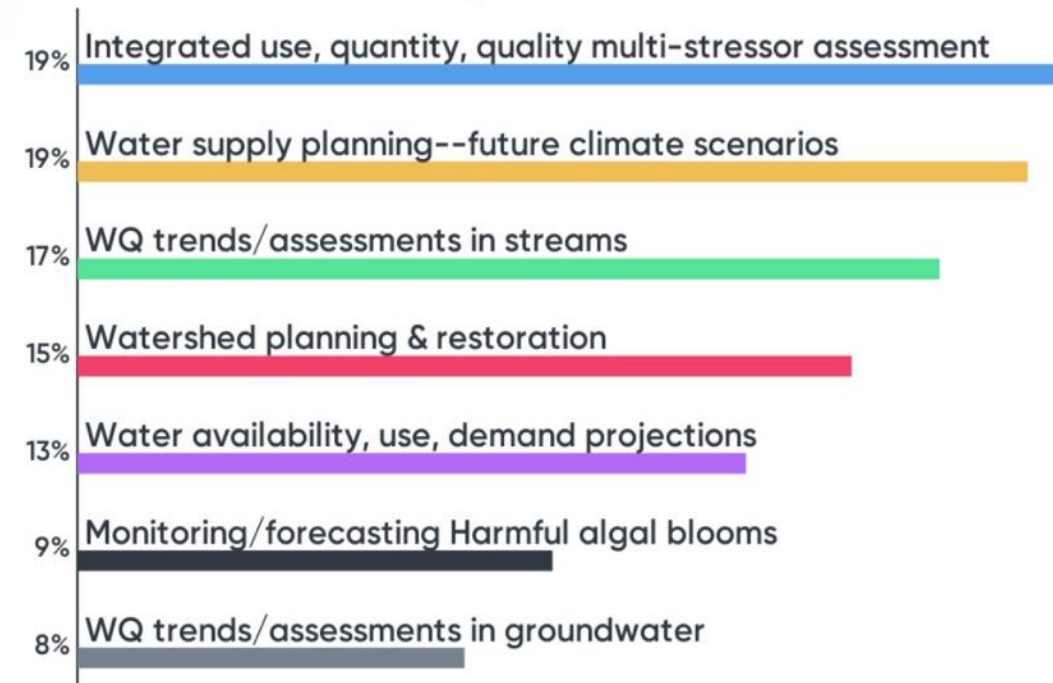 Integrated use, quantity, quality multi-stressor assessment
19%
Water supply planning--future climate scenarios
19%
WQ trends/assessments in streams
17%
Watershed planning & restoration
15%
Water availability, use, demand projections
13%
Monitoring/forecasting Harmful algal blooms
9%
WQ trends/assessments in groundwater
8%